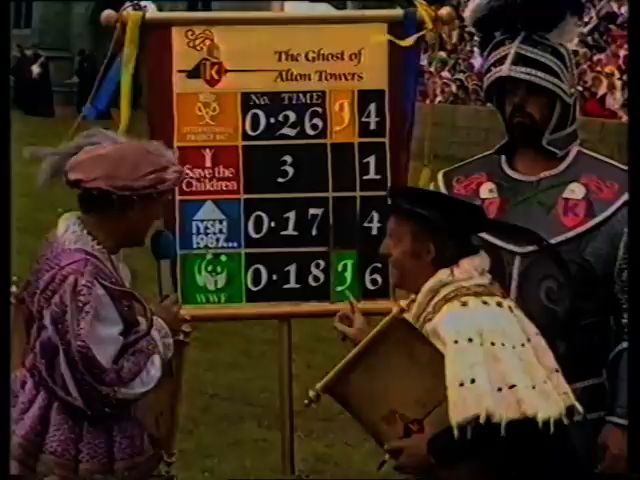 The Ghost of
Alton Towers
No. TIME
INTERNATIONAL
PROJECT INC
0·26 J 4
Save the
Children
3 1
IYSH
1987...
0·17 4
WWF
0·18 J 6
K
K
K